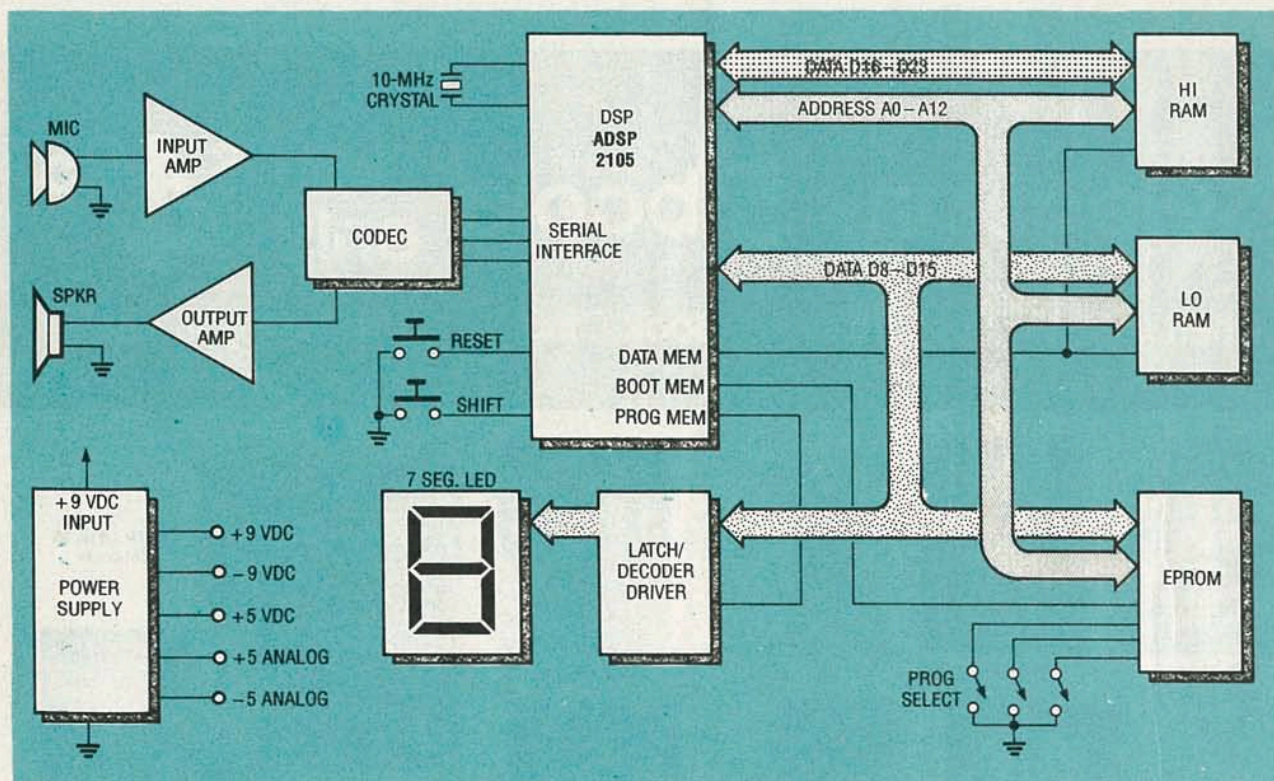 MIC
INPUT
AMP
10-MHz
CRYSTAL
DSP
ADSP
2105
DATA D16–D23
ADDRESS A0–A12
HI
RAM
CODEC
SERIAL
INTERFACE
DATA D8–D15
LO
RAM
SPKR
OUTPUT
AMP
RESET
SHIFT
DATA MEM
BOOT MEM
PROG MEM
+9 VDC
INPUT
POWER
SUPPLY
+9 VDC
−9 VDC
+5 VDC
+5 ANALOG
−5 ANALOG
7 SEG. LED
LATCH/
DECODER
DRIVER
EPROM
PROG
SELECT